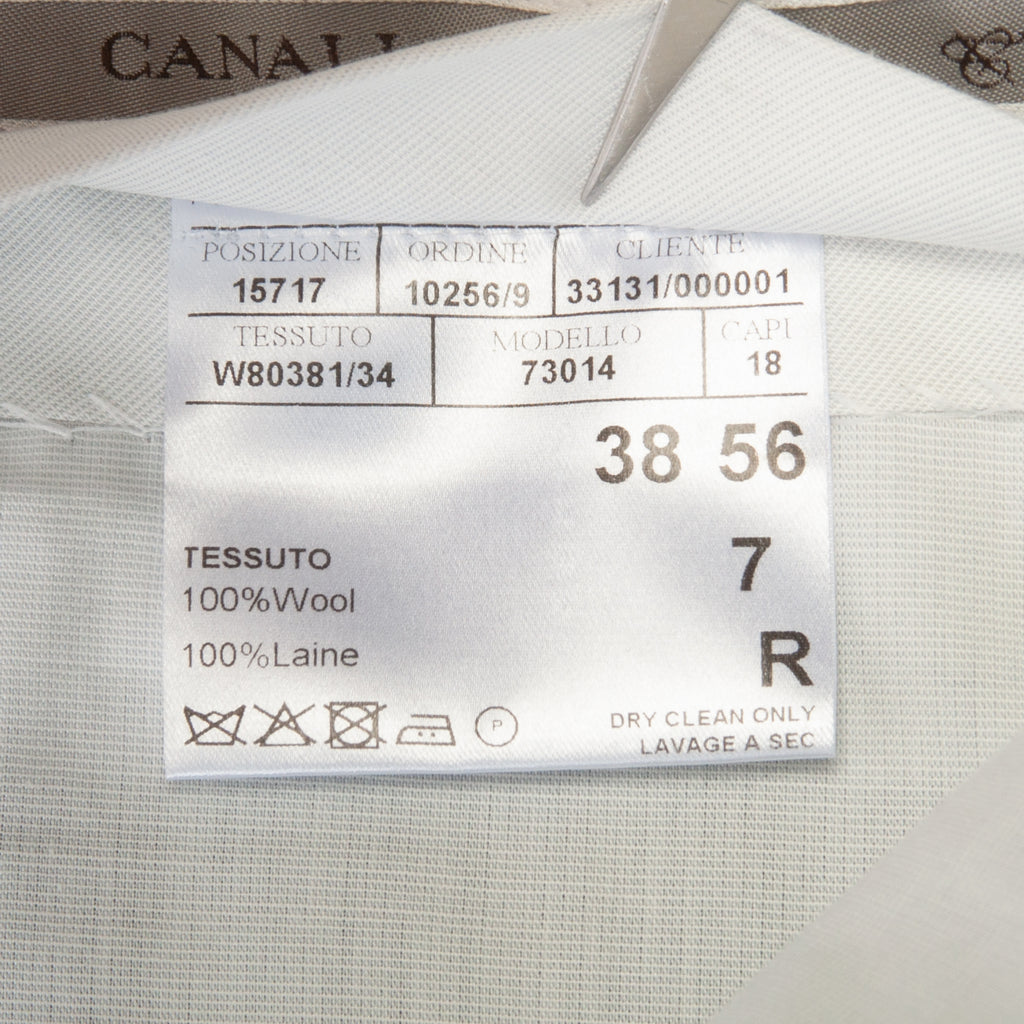 CANALI
POSIZIONE ORDINE CLIENTE
15717 10256/9 33131/000001
TESSUTO MODELLO CAPI
W80381/34 73014 18
38 56
7
TESSUTO
100%Wool
R
100%Laine
P
DRY CLEAN ONLY
LAVAGE A SEC